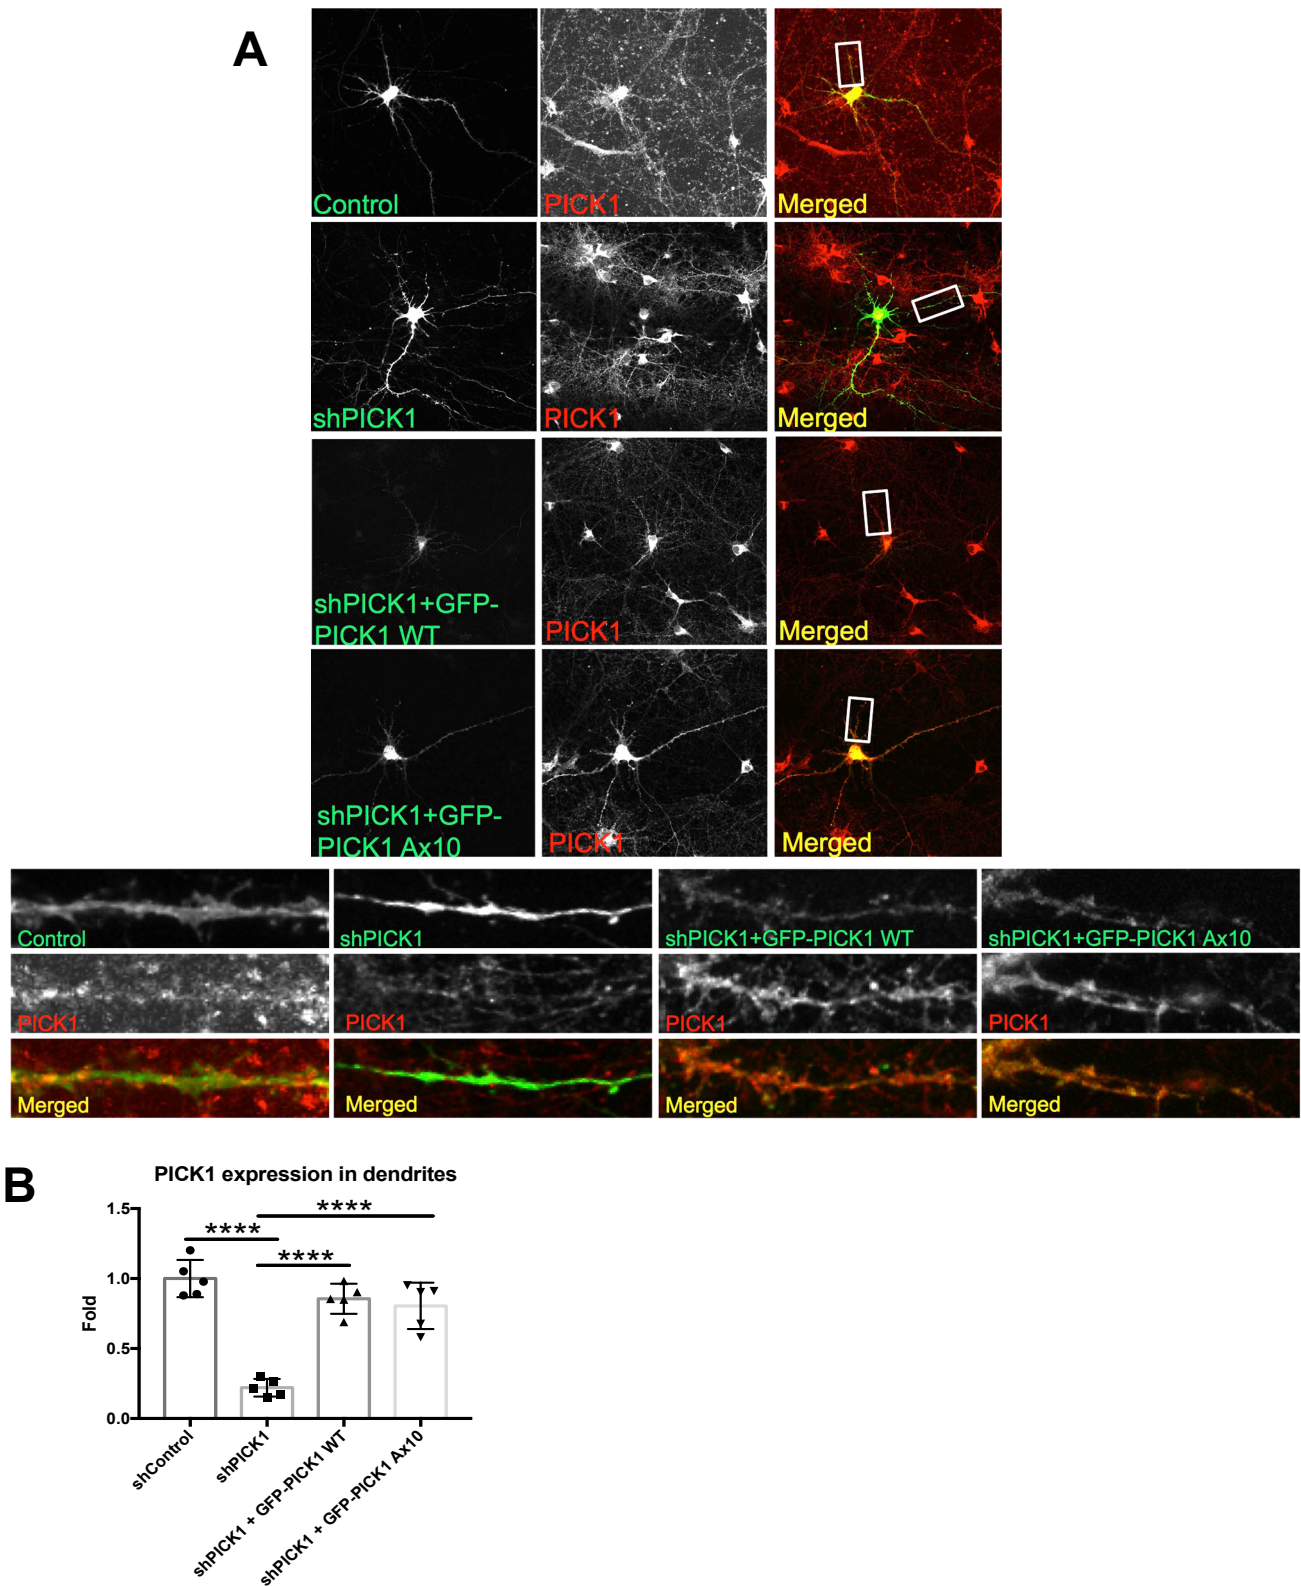 A
Control
PICK1
Merged
shPICK1
PICK1
Merged
shPICK1+GFP-
PICK1 WT
PICK1
Merged
shPICK1+GFP-
PICK1 Ax10
PICK1
Merged
Control
shPICK1
shPICK1+GFP-PICK1 WT
shPICK1+GFP-PICK1 Ax10
PICK1
PICK1
PICK1
PICK1
Merged
Merged
Merged
Merged
B
PICK1 expression in dendrites
****
****
****
1.5
1.0
0.5
0.0
Fold
shControl
shPICK1
shPICK1 + GFP-PICK1 WT
shPICK1 + GFP-PICK1 Ax10